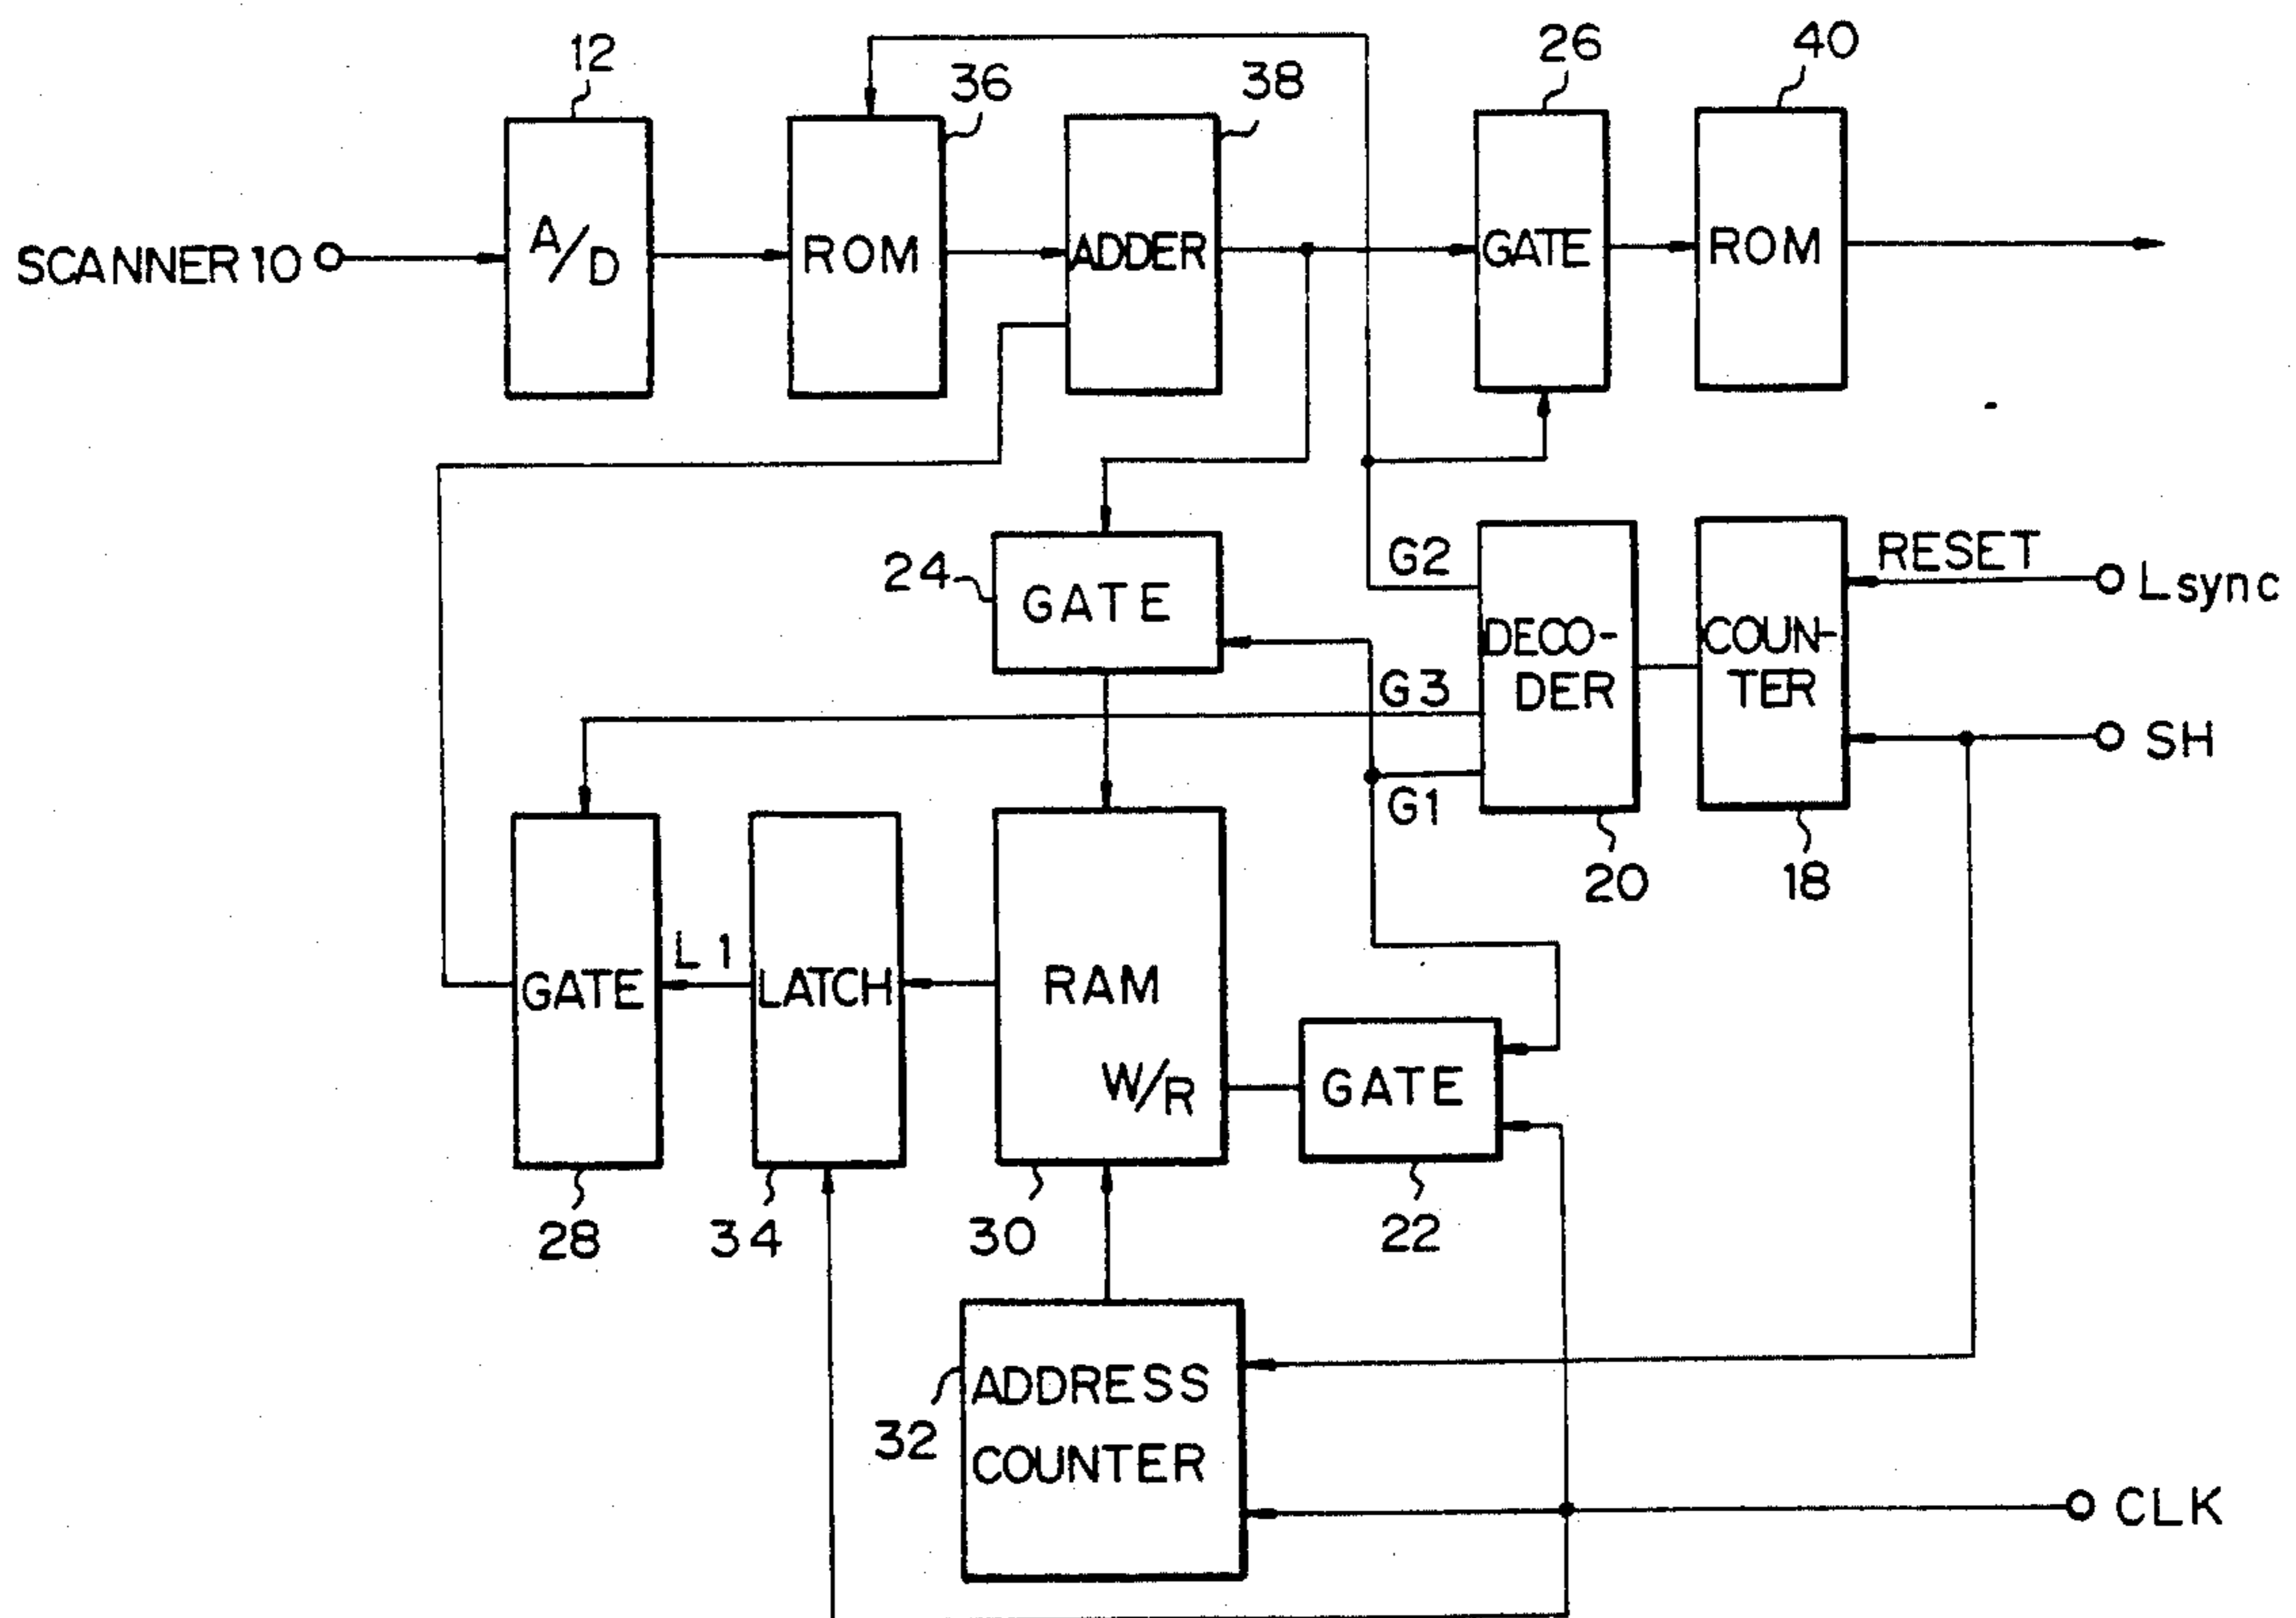 12
36
38
26
40
SCANNER 10
A/D
ROM
ADDER
GATE
ROM
24
GATE
G2
G3
G1
DECO-
DER
COUN-
TER
RESET
Lsync
SH
20
18
GATE
L1
LATCH
RAM
W/R
GATE
28
34
30
22
32
ADDRESS
COUNTER
CLK